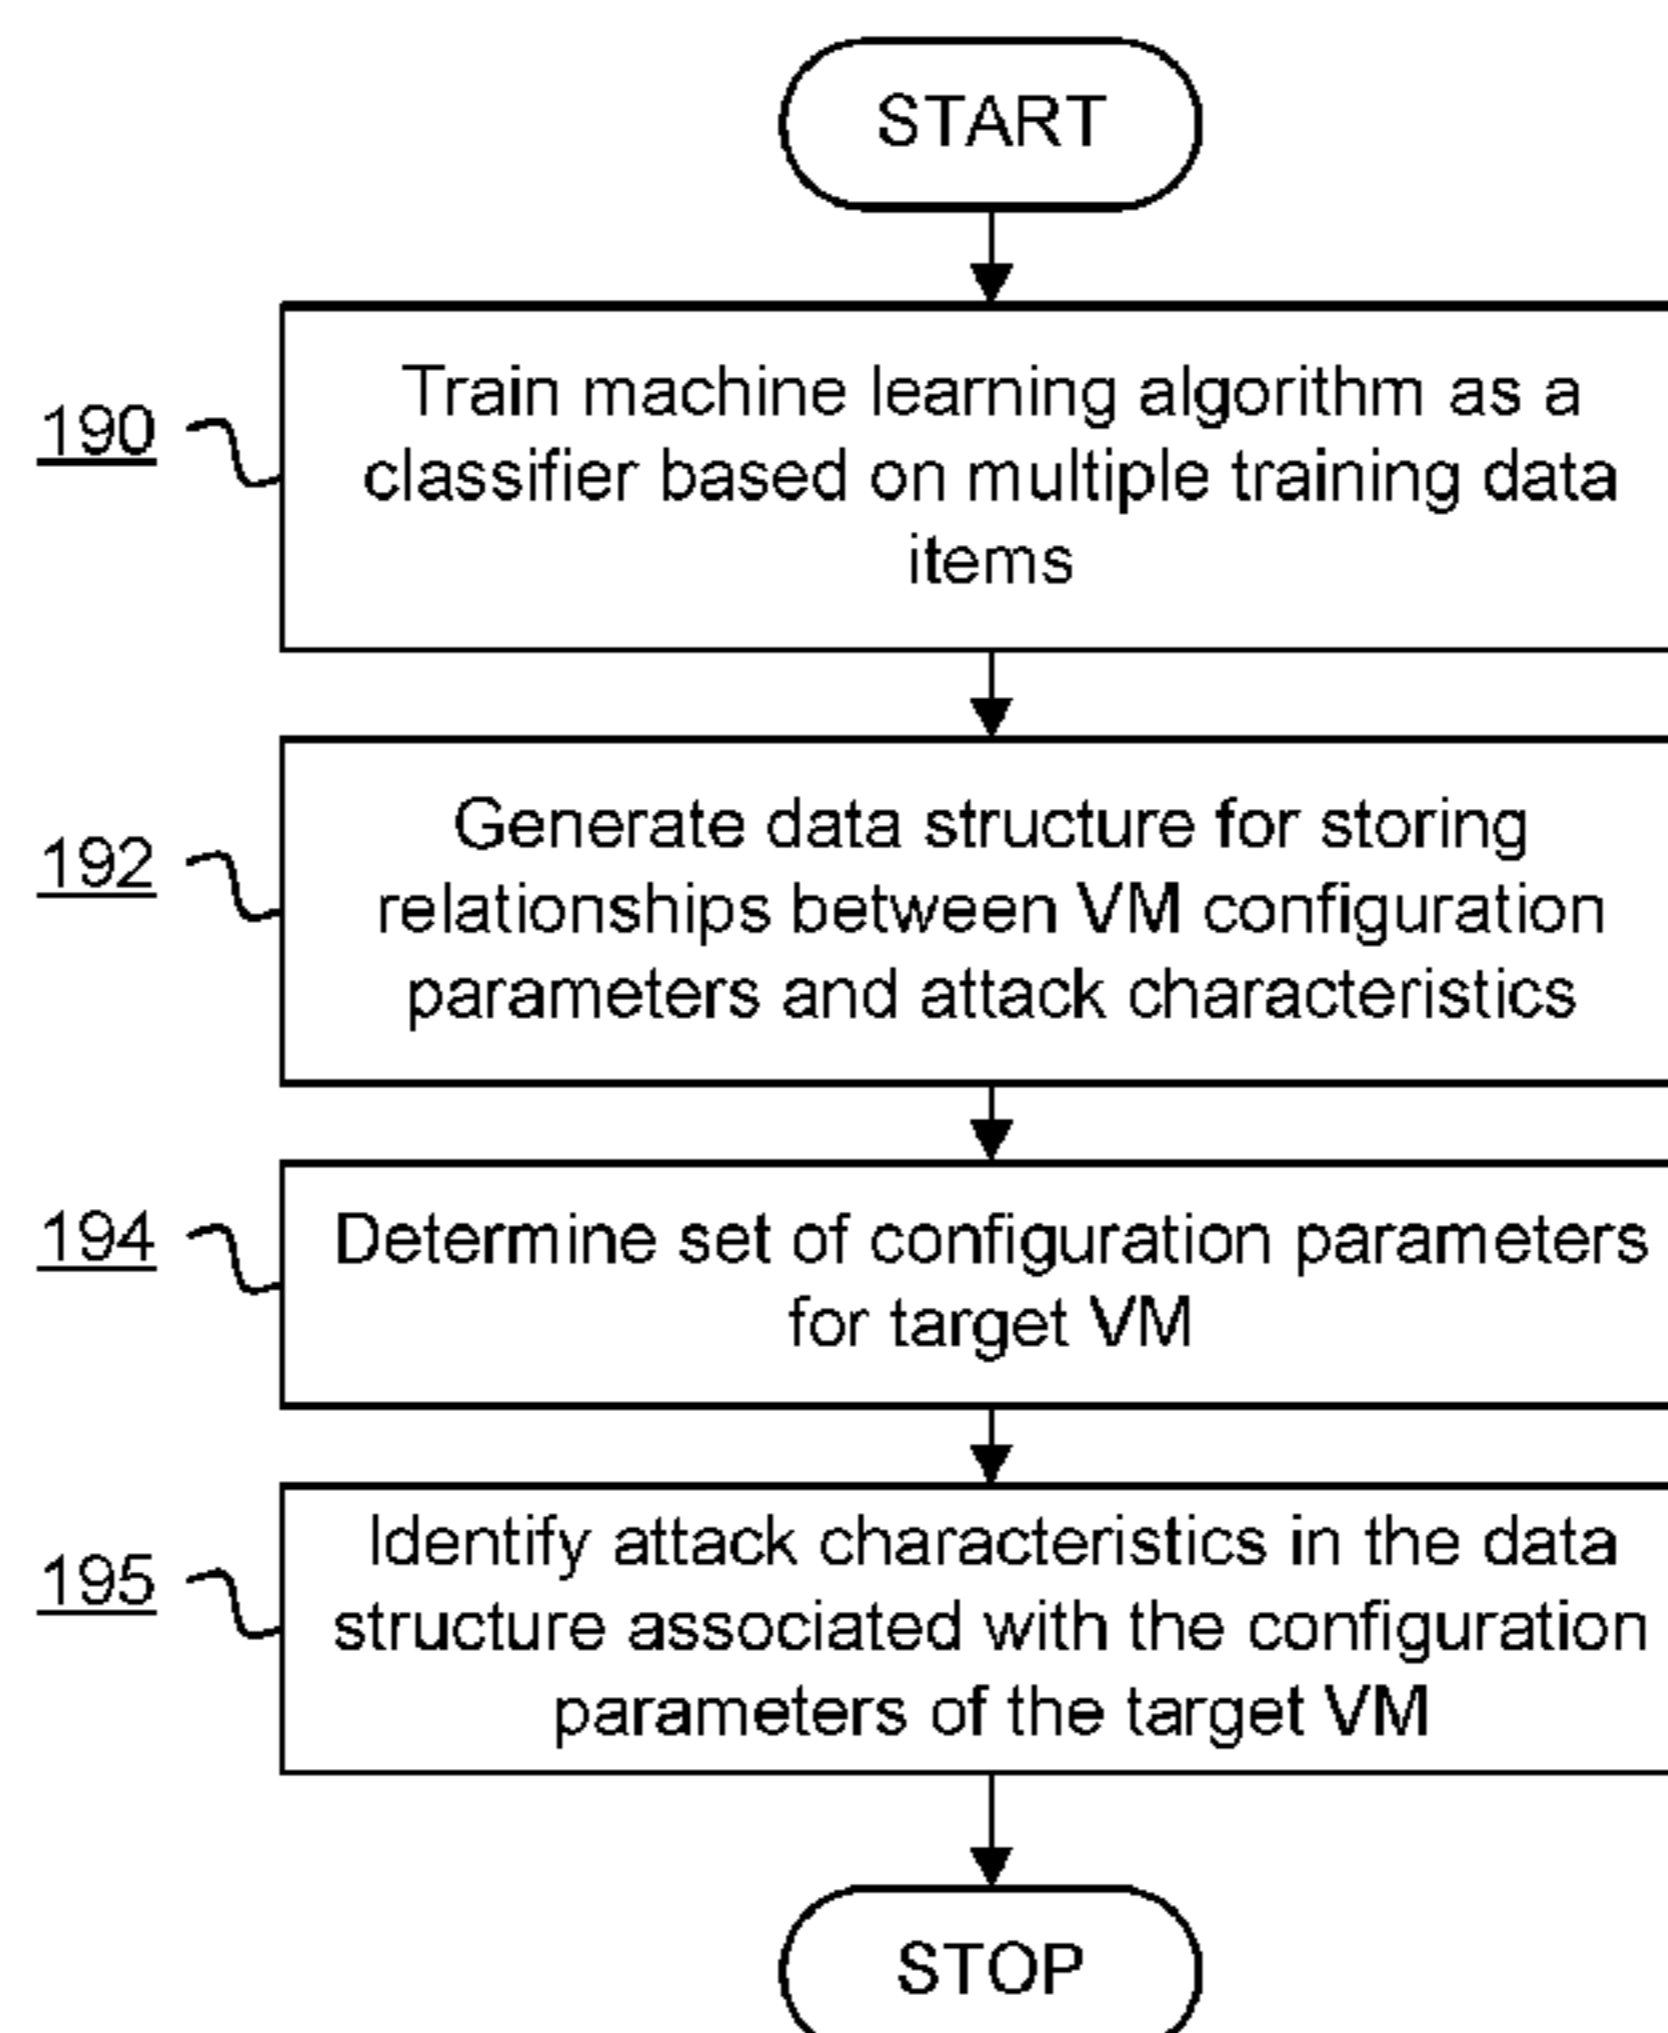 START
190
Train machine learning algorithm as a
classifier based on multiple training data
items
192
Generate data structure for storing
relationships between VM configuration
parameters and attack characteristics
194
Determine set of configuration parameters
for target VM
195
Identify attack characteristics in the data
structure associated with the configuration
parameters of the target VM
STOP